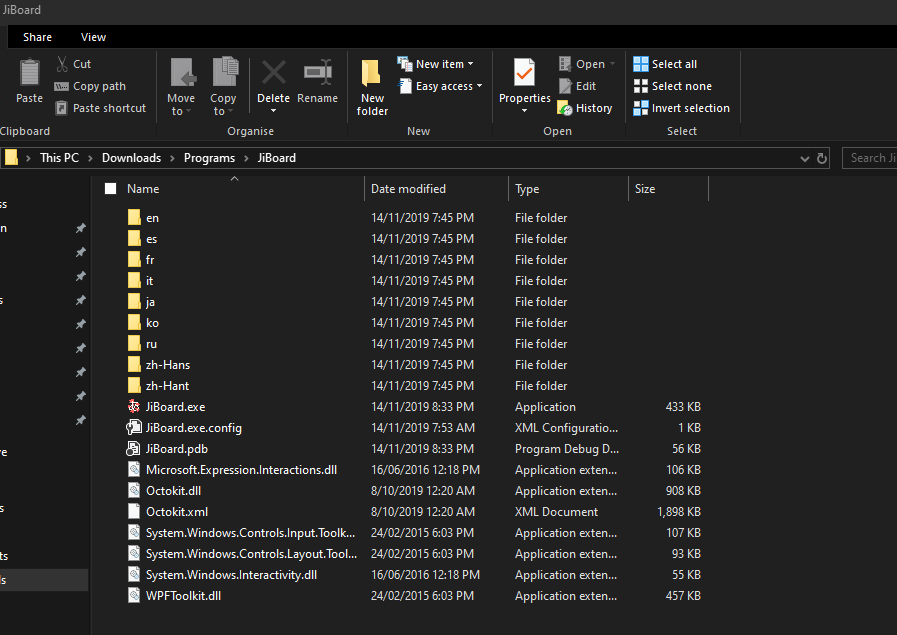 JiBoard
Share View
Cut
Copy path
Paste shortcut
Paste
Clipboard
Move to
Copy to
Delete
Rename
Organise
New folder
New item
Easy access
New
Properties
Open
Edit
History
Open
Select all
Select none
Invert selection
Select
This PC > Downloads > Programs > JiBoard
Search Ji
Name Date modified Type Size
en 14/11/2019 7:45 PM File folder
es 14/11/2019 7:45 PM File folder
fr 14/11/2019 7:45 PM File folder
it 14/11/2019 7:45 PM File folder
ja 14/11/2019 7:45 PM File folder
ko 14/11/2019 7:45 PM File folder
ru 14/11/2019 7:45 PM File folder
zh-Hans 14/11/2019 7:45 PM File folder
zh-Hant 14/11/2019 7:45 PM File folder
JiBoard.exe 14/11/2019 8:33 PM Application 433 KB
JiBoard.exe.config 14/11/2019 7:53 AM XML Configuratio... 1 KB
JiBoard.pdb 14/11/2019 8:33 PM Program Debug D... 56 KB
Microsoft.Expression.Interactions.dll 16/06/2016 12:18 PM Application exten... 106 KB
Octokit.dll 8/10/2019 12:20 AM Application exten... 908 KB
Octokit.xml 8/10/2019 12:20 AM XML Document 1,898 KB
System.Windows.Controls.Input.Toolk... 24/02/2015 6:03 PM Application exten... 107 KB
System.Windows.Controls.Layout.Tool... 24/02/2015 6:03 PM Application exten... 93 KB
System.Windows.Interactivity.dll 16/06/2016 12:18 PM Application exten... 55 KB
WPFToolkit.dll 24/02/2015 6:03 PM Application exten... 457 KB